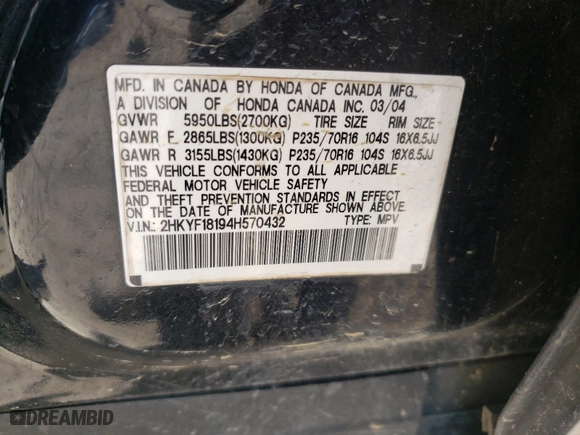 MFD. IN CANADA BY HONDA OF CANADA MFG.,
A DIVISION OF HONDA CANADA INC. 03/04
GVWR 5950LBS(2700KG) TIRE SIZE RIM SIZE
GAWR F 2865LBS(1300KG) P235/70R16 104S 16X6.5JJ
GAWR R 3155LBS(1430KG) P235/70R16 104S 16X6.5JJ
THIS VEHICLE CONFORMS TO ALL APPLICABLE
FEDERAL MOTOR VEHICLE SAFETY
AND THEFT PREVENTION STANDARDS IN EFFECT
ON THE DATE OF MANUFACTURE SHOWN ABOVE.
V.I.N.: 2HKYF18194H570432 TYPE: MPV
DREAMBID